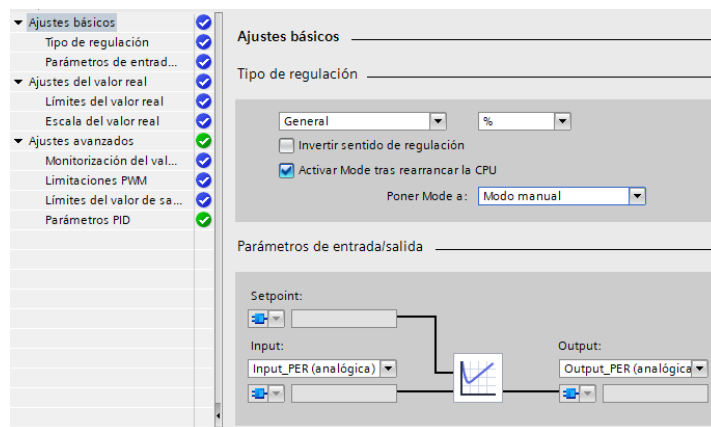 Ajustes básicos
Tipo de regulación
Parámetros de entrad...
Ajustes del valor real
Límites del valor real
Escala del valor real
Ajustes avanzados
Monitorización del val...
Limitaciones PWM
Límites del valor de sa...
Parámetros PID
Ajustes básicos
Tipo de regulación
General %
Invertir sentido de regulación
Activar Mode tras rearrancar la CPU
Poner Mode a: Modo manual
Parámetros de entrada/salida
Setpoint:
Input: Output:
Input_PER (analógica) Output_PER (analógica